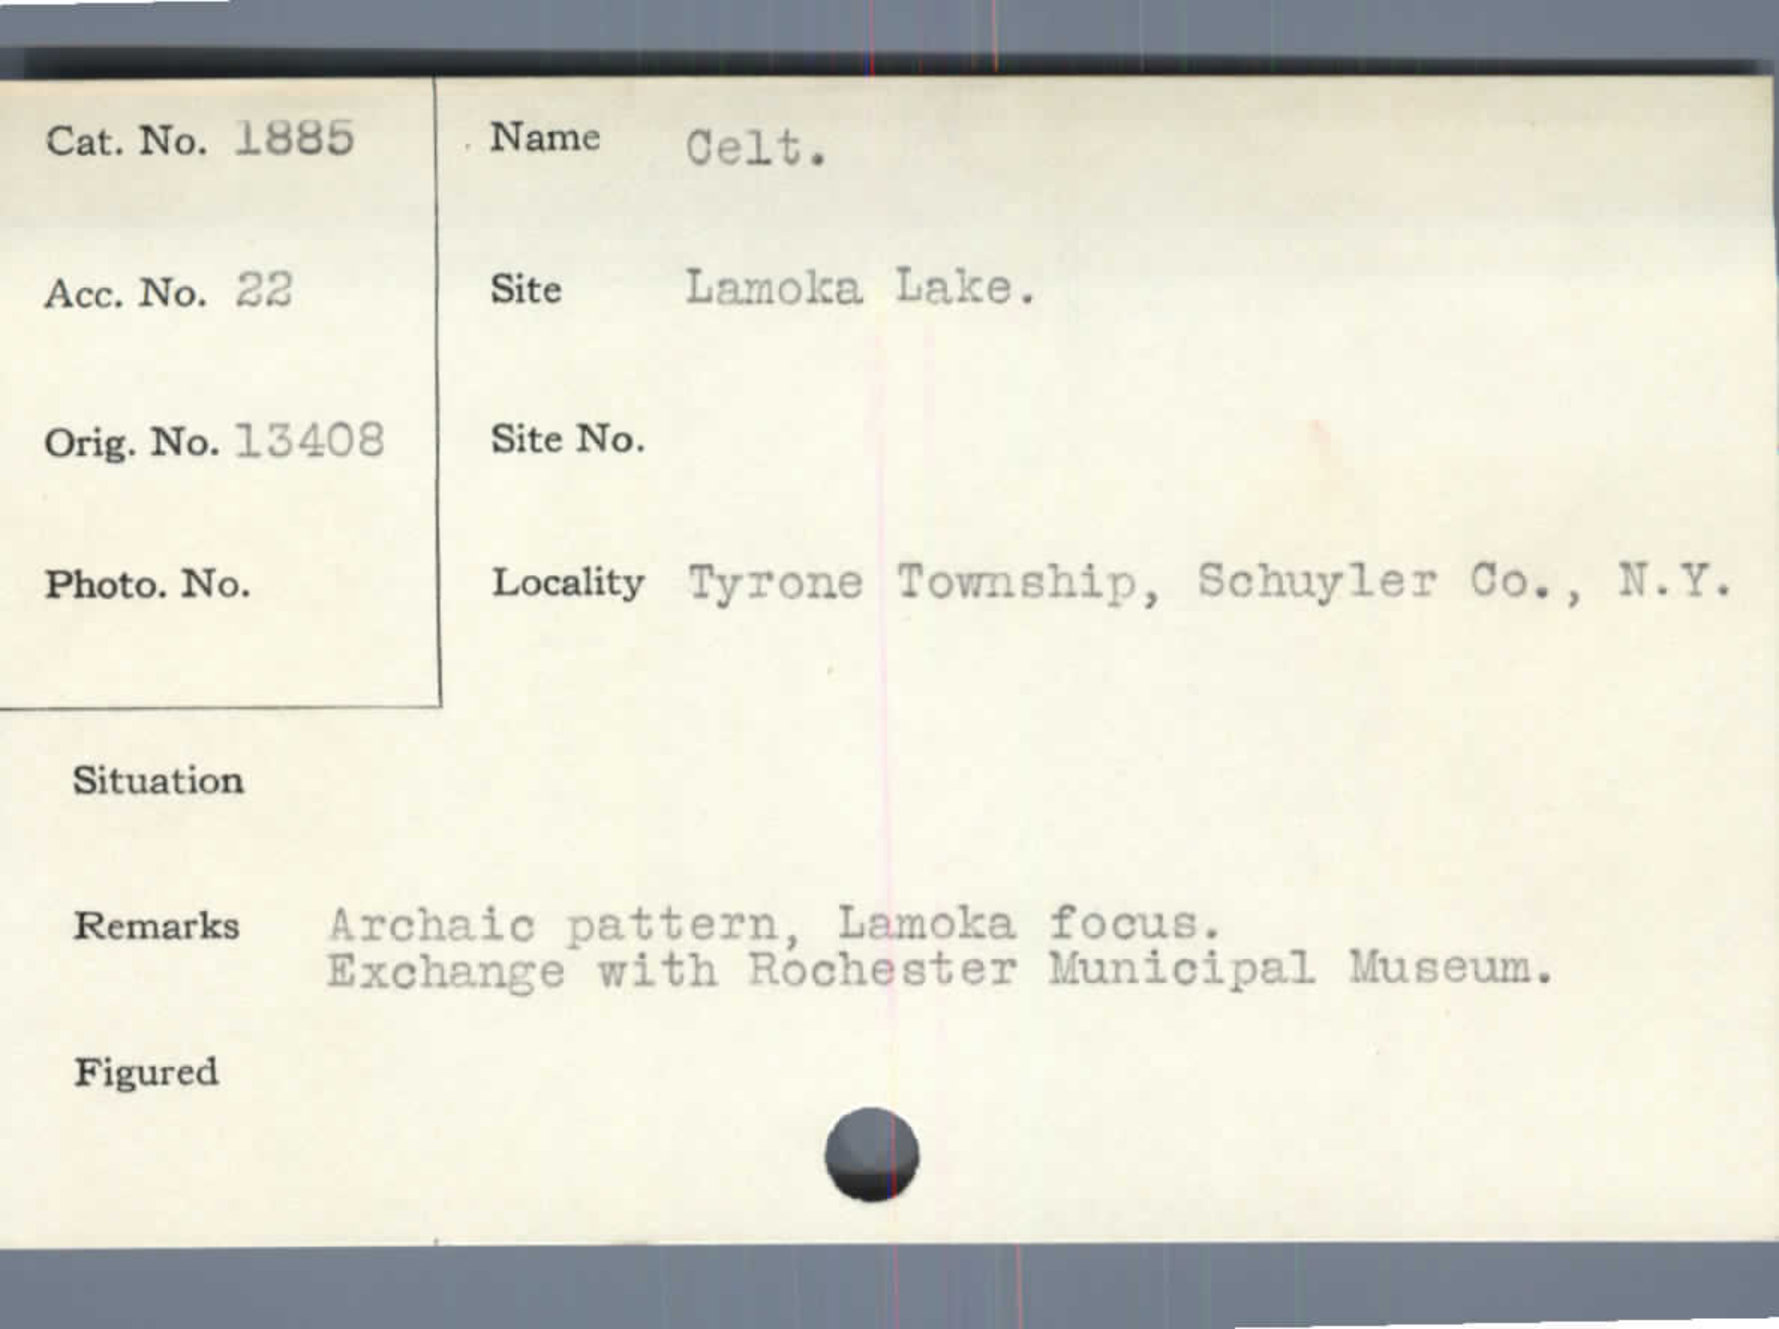 Cat. No. 1885
Acc. No. 22
Orig. No. 13408
Photo. No.
Name Celt.
Site Lamoka Lake.
Site No.
Locality Tyrone Township, Schuyler Co., N.Y.
Situation
Remarks Archaic pattern, Lamoka focus.
Exchange with Rochester Municipal Museum.
Figured